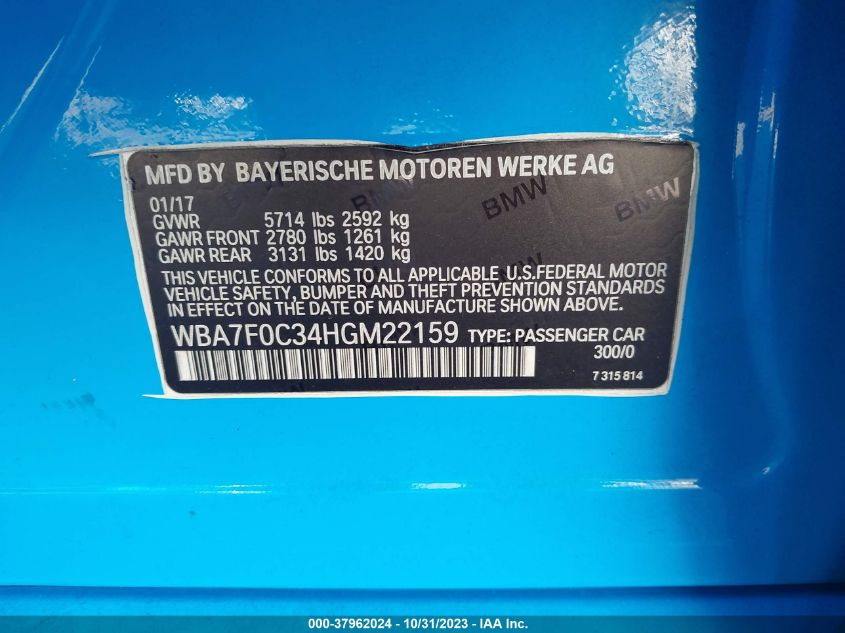 MFD BY BAYERISCHE MOTOREN WERKE AG
01/17
GVWR 5714 lbs 2592 kg
GAWR FRONT 2780 lbs 1261 kg
GAWR REAR 3131 lbs 1420 kg
THIS VEHICLE CONFORMS TO ALL APPLICABLE U.S.FEDERAL MOTOR
VEHICLE SAFETY, BUMPER AND THEFT PREVENTION STANDARDS
IN EFFECT ON THE DATE OF MANUFACTURE SHOWN ABOVE.
WBA7F0C34HGM22159 TYPE: PASSENGER CAR
300/0
7 315 814
BMW
BMW
BMW
000-37962024 - 10/31/2023 - IAA Inc.